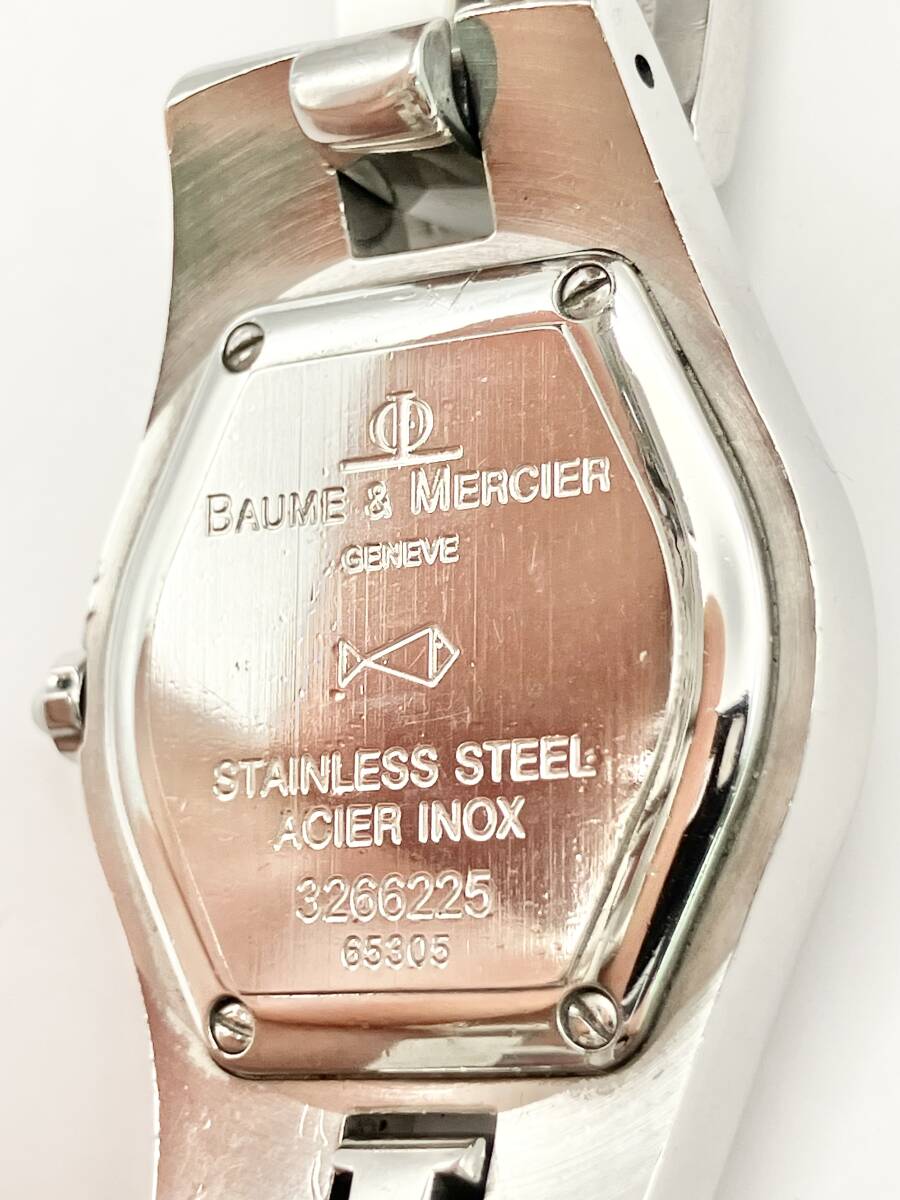 BAUME & MERCIER
GENEVE
STAINLESS STEEL
ACIER INOX
3266225
65305